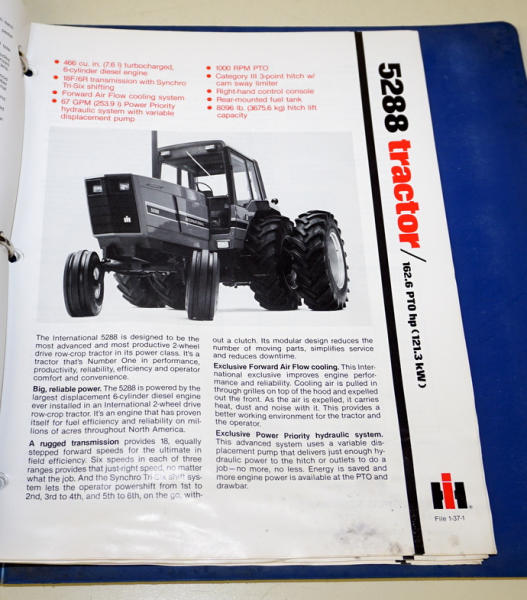 • 466 cu. in. (7.6 l) turbocharged,
6-cylinder diesel engine
• 18F/6R transmission with Synchro
Tri-Six shifting
• Forward Air Flow cooling system
• 67 GPM (253.9 l) Power Priority
hydraulic system with variable
displacement pump
• 1000 RPM PTO
• Category III 3-point hitch w/
cam sway limiter
• Right-hand control console
• Rear-mounted fuel tank
• 8096 lb. (3675.6 kg) hitch lift
capacity
5288 tractor/162.6 PTO hp (121.3 kW)
5288
INTERNATIONAL
The International 5288 is designed to be the
most advanced and most productive 2-wheel
drive row-crop tractor in its power class. It's a
tractor that's Number One in performance,
productivity, reliability, efficiency and operator
comfort and convenience.
Big, reliable power. The 5288 is powered by the
largest displacement 6-cylinder diesel engine
ever installed in an International 2-wheel drive
row-crop tractor. It's an engine that has proven
itself for fuel efficiency and reliability on mil-
lions of acres throughout North America.
A rugged transmission provides 18, equally
stepped forward speeds for the ultimate in
field efficiency. Six speeds in each of three
ranges provides that just-right speed, no matter
what the job. And the Synchro Tri-Six shift sys-
tem lets the operator powershift from 1st to
2nd, 3rd to 4th, and 5th to 6th, on the go, with-
out a clutch. Its modular design reduces the
number of moving parts, simplifies service
and reduces downtime.
Exclusive Forward Air Flow cooling. This Inter-
national exclusive improves engine perfor-
mance and reliability. Cooling air is pulled in
through grilles on top of the hood and expelled
out the front. As the air is expelled, it carries
heat, dust and noise with it. This provides a
better working environment for the tractor and
the operator.
Exclusive Power Priority hydraulic system.
This advanced system uses a variable dis-
placement pump that delivers just enough hy-
draulic power to the hitch or outlets to do a
job—no more, no less. Energy is saved and
more engine power is available at the PTO and
drawbar.
File 1-37-1